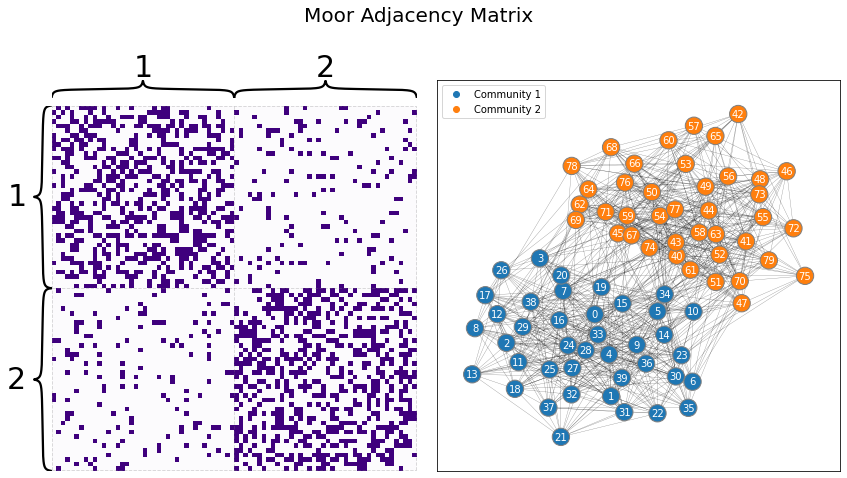 Moor Adjacency Matrix
1 2
1
2
Community 1
Community 2
42
57
60 65
68
66 53
78 46
56 48
76 49
64 50 73
62
71 59 54 77 44
69 55
45 67 58 63 72
43 41
74
40 52
3 79
61
26 20 75
51 70
7 19
17 34
38 15 47
12 0 5 10
16
8 29
33 14
2 24 9
28 4 23
11 36
25 27
13 39 30 6
18 32 1
37 35
31 22
21